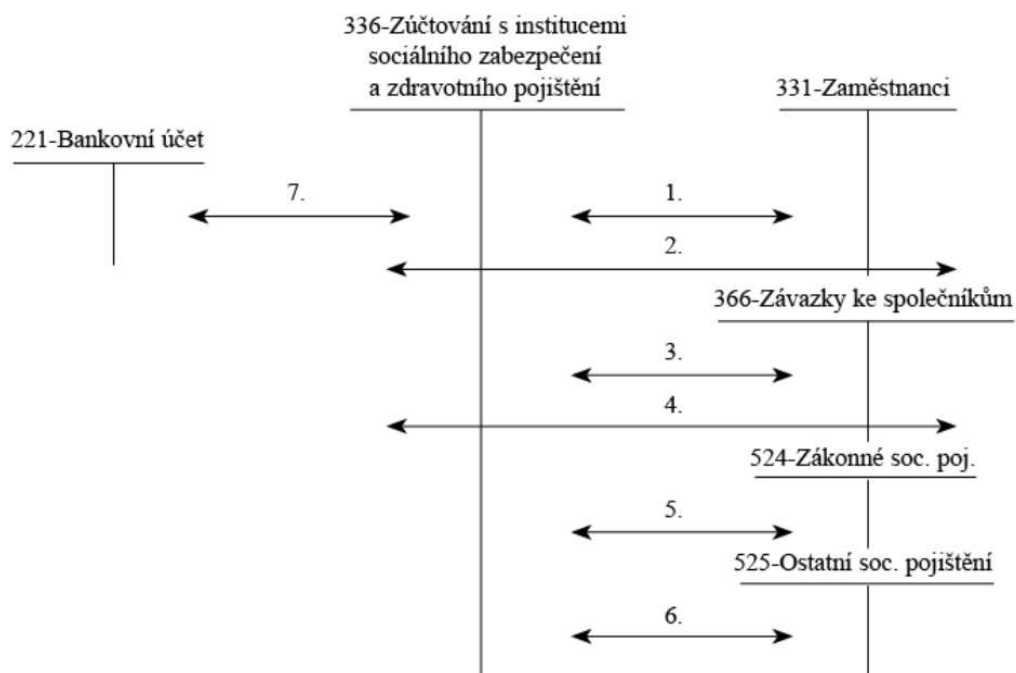 336-Zúčtování s institucemi
sociálního zabezpečení
a zdravotního pojištění
331-Zaměstnanci
221-Bankovní účet
7.
1.
2.
366-Závazky ke společníkům
3.
4.
524-Zákonné soc. poj.
5.
525-Ostatní soc. pojištění
6.